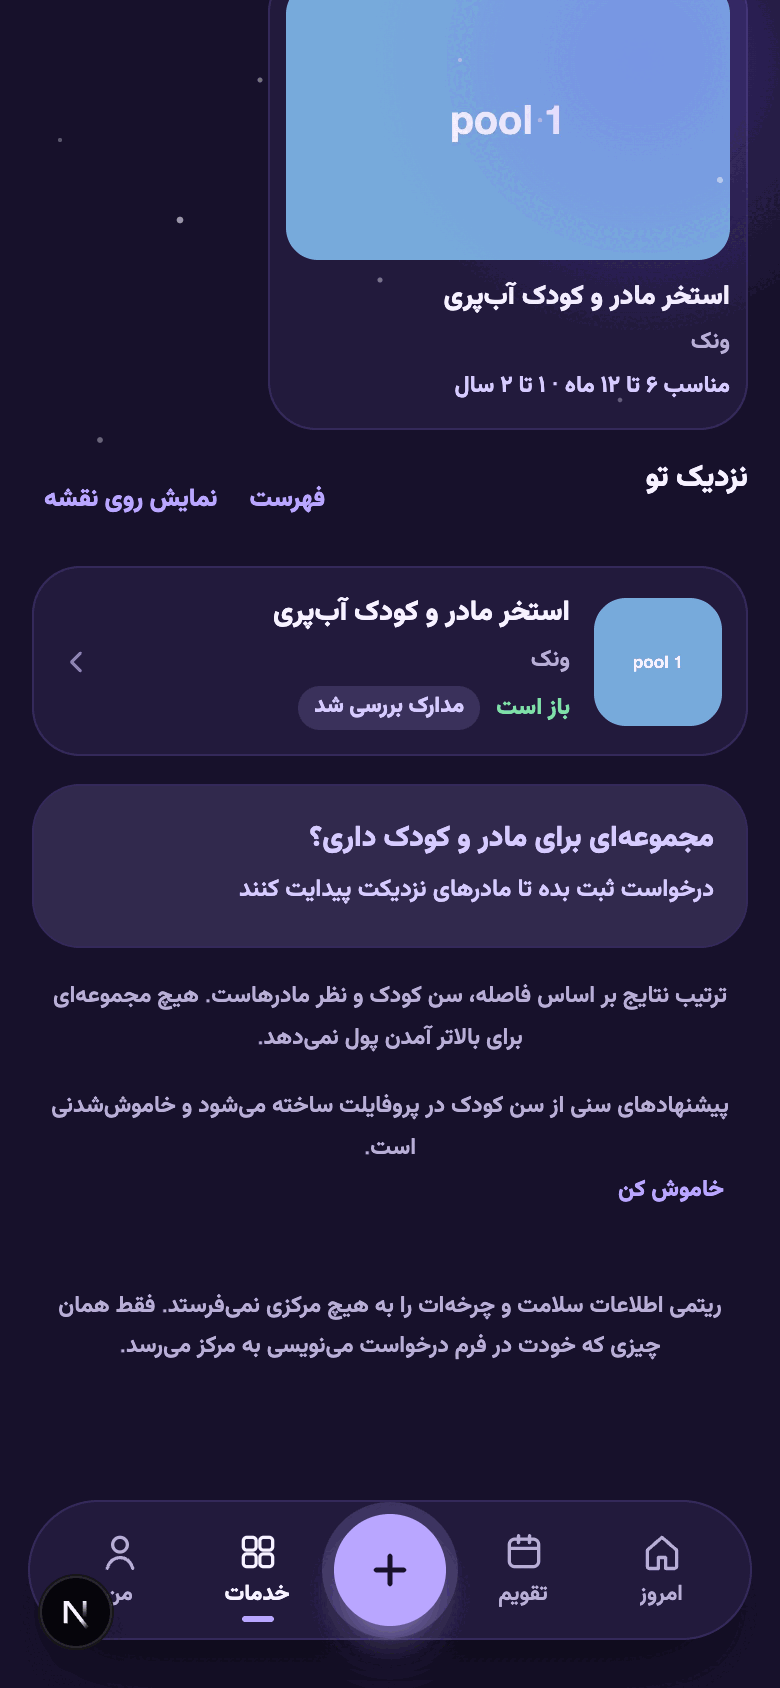 pool 1
استخر مادر و کودک آب‌پری
ونک
مناسب ۶ تا ۱۲ ماه · ۱ تا ۲ سال
نزدیک تو
فهرست
نمایش روی نقشه
pool 1
استخر مادر و کودک آب‌پری
ونک
باز است
مدارک بررسی شد
مجموعه‌ای برای مادر و کودک داری؟
درخواست ثبت بده تا مادرهای نزدیکت پیدایت کنند
ترتیب نتایج بر اساس فاصله، سن کودک و نظر مادرهاست. هیچ مجموعه‌ای
برای بالاتر آمدن پول نمی‌دهد.
پیشنهادهای سنی از سن کودک در پروفایلت ساخته می‌شود و خاموش‌شدنی
است.
خاموش کن
ریتمی اطلاعات سلامت و چرخه‌ات را به هیچ مرکزی نمی‌فرستد. فقط همان
چیزی که خودت در فرم درخواست می‌نویسی به مرکز می‌رسد.
امروز
تقویم
خدمات
من
N